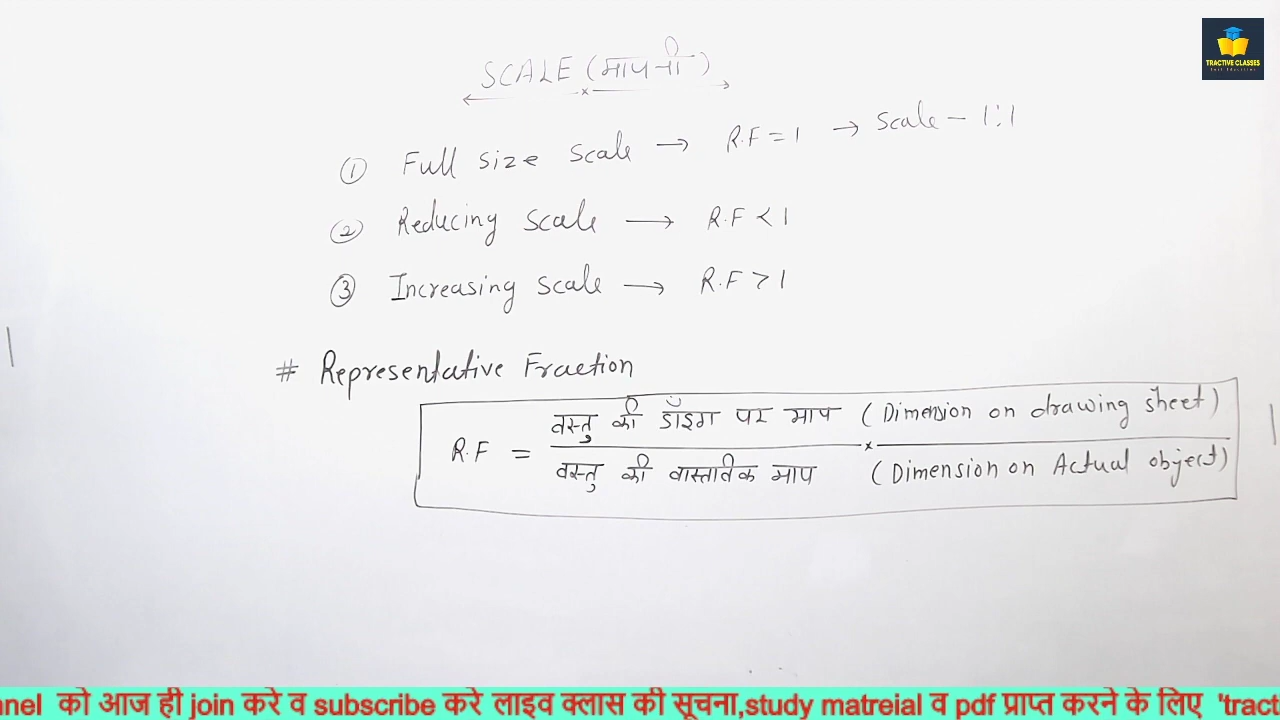 SCALE (मापनी)
① Full size scale → R.F = 1 → Scale - 1:1
② Reducing scale → R.F < 1
③ Increasing scale → R.F > 1
# Representative Fraction
R.F = वस्तु की ड्रॉइंग पर माप (Dimension on drawing sheet)
वस्तु की वास्तविक माप (Dimension on Actual object)
TRACTIVE CLASSES
nnel को आज ही join करे व subscribe करे लाइव क्लास की सूचना,study matreial व pdf प्राप्त करने के लिए 'tract